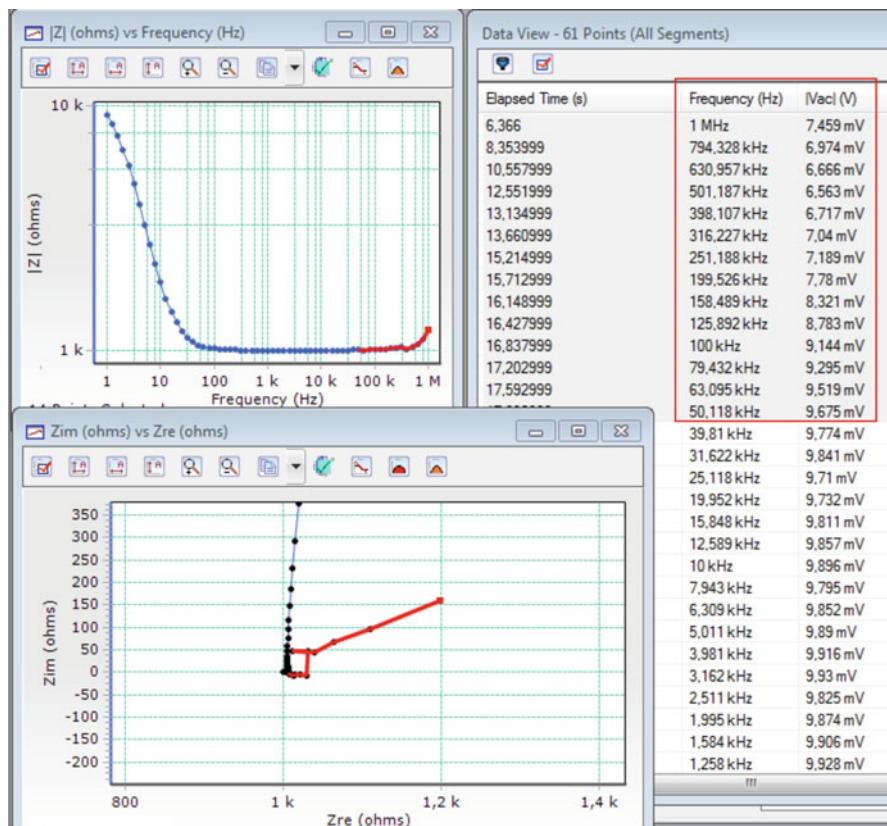 |Z| (ohms) vs Frequency (Hz)
10 k
1 k
|Z| (ohms)
1 10 100 1 k 10 k 100 k 1 M
Frequency (Hz)
Data View - 61 Points (All Segments)
Elapsed Time (s) Frequency (Hz) |Vac| (V)
6,366 1 MHz 7,459 mV
8,353999 794,328 kHz 6,974 mV
10,557999 630,957 kHz 6,666 mV
12,551999 501,187 kHz 6,563 mV
13,134999 398,107 kHz 6,717 mV
13,660999 316,227 kHz 7,04 mV
15,214999 251,188 kHz 7,189 mV
15,712999 199,526 kHz 7,78 mV
16,148999 158,489 kHz 8,321 mV
16,427999 125,892 kHz 8,783 mV
16,837999 100 kHz 9,144 mV
17,202999 79,432 kHz 9,295 mV
17,592999 63,095 kHz 9,519 mV
50,118 kHz 9,675 mV
39,81 kHz 9,774 mV
31,622 kHz 9,841 mV
25,118 kHz 9,71 mV
19,952 kHz 9,732 mV
15,848 kHz 9,811 mV
12,589 kHz 9,857 mV
10 kHz 9,896 mV
7,943 kHz 9,795 mV
6,309 kHz 9,852 mV
5,011 kHz 9,89 mV
3,981 kHz 9,916 mV
3,162 kHz 9,93 mV
2,511 kHz 9,825 mV
1,995 kHz 9,874 mV
1,584 kHz 9,906 mV
1,258 kHz 9,928 mV
Zim (ohms) vs Zre (ohms)
350
300
250
200
150
100
50
0
-50
-100
-150
-200
Zim (ohms)
800 1 k 1,2 k 1,4 k
Zre (ohms)